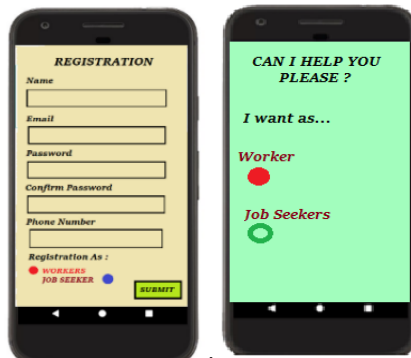 REGISTRATION
Name
Email
Password
Confirm Password
Phone Number
Registration As :
WORKERS
JOB SEEKER
SUBMIT
CAN I HELP YOU
PLEASE ?
I want as...
Worker
Job Seekers